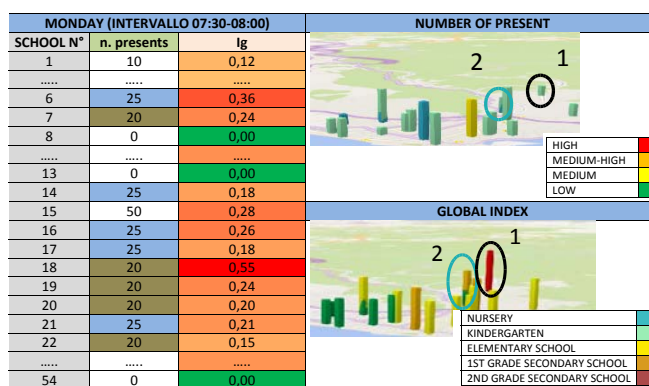 MONDAY (INTERVALLO 07:30-08:00)
SCHOOL N° n. presents Ig
1 10 0,12
..... ..... .....
6 25 0,36
7 20 0,24
8 0 0,00
..... ..... .....
13 0 0,00
14 25 0,18
15 50 0,28
16 25 0,26
17 25 0,18
18 20 0,55
19 20 0,24
20 20 0,20
21 25 0,21
22 20 0,15
..... ..... .....
54 0 0,00
NUMBER OF PRESENT
2 1
HIGH
MEDIUM-HIGH
MEDIUM
LOW
GLOBAL INDEX
2 1
NURSERY
KINDERGARTEN
ELEMENTARY SCHOOL
1ST GRADE SECONDARY SCHOOL
2ND GRADE SECONDARY SCHOOL